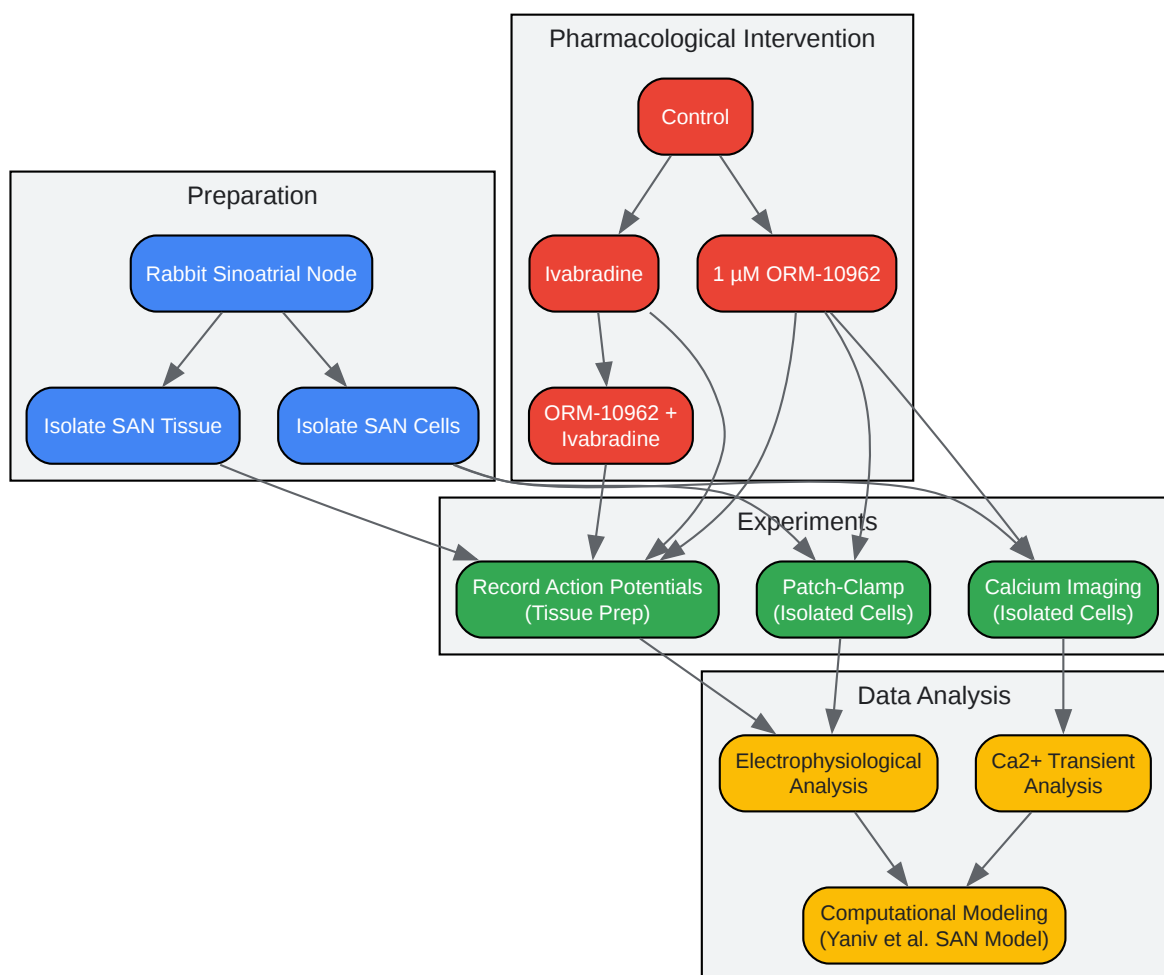 Pharmacological Intervention
Control
Preparation
Rabbit Sinoatrial Node
Ivabradine
1 µM ORM-10962
Isolate SAN Tissue
Isolate SAN Cells
ORM-10962 +
Ivabradine
Experiments
Record Action Potentials
(Tissue Prep)
Patch-Clamp
(Isolated Cells)
Calcium Imaging
(Isolated Cells)
Data Analysis
Electrophysiological
Analysis
Ca2+ Transient
Analysis
Computational Modeling
(Yaniv et al. SAN Model)